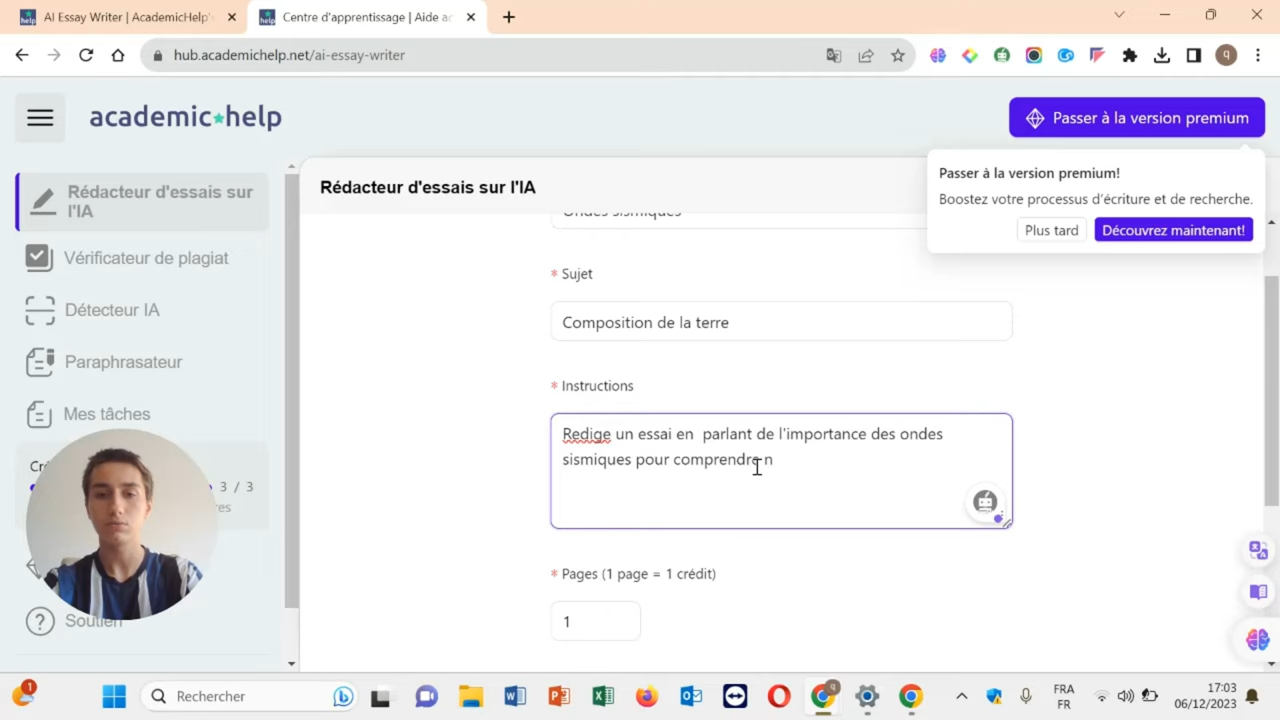 AI Essay Writer | AcademicHelp's
Centre d'apprentissage | Aide ac
hub.academichelp.net/ai-essay-writer
q
academic help
Passer à la version premium
Passer à la version premium!
Boostez votre processus d'écriture et de recherche.
Plus tard
Découvrez maintenant!
Rédacteur d'essais sur
l'IA
Vérificateur de plagiat
Détecteur IA
Paraphrasateur
Mes tâches
3 / 3
Soutien
Rédacteur d'essais sur l'IA
Ondes sismiques
* Sujet
Composition de la terre
* Instructions
Redige un essai en  parlant de l'importance des ondes
sismiques pour comprendre n
* Pages (1 page = 1 crédit)
1
1
Rechercher
FRA
FR
17:03
06/12/2023